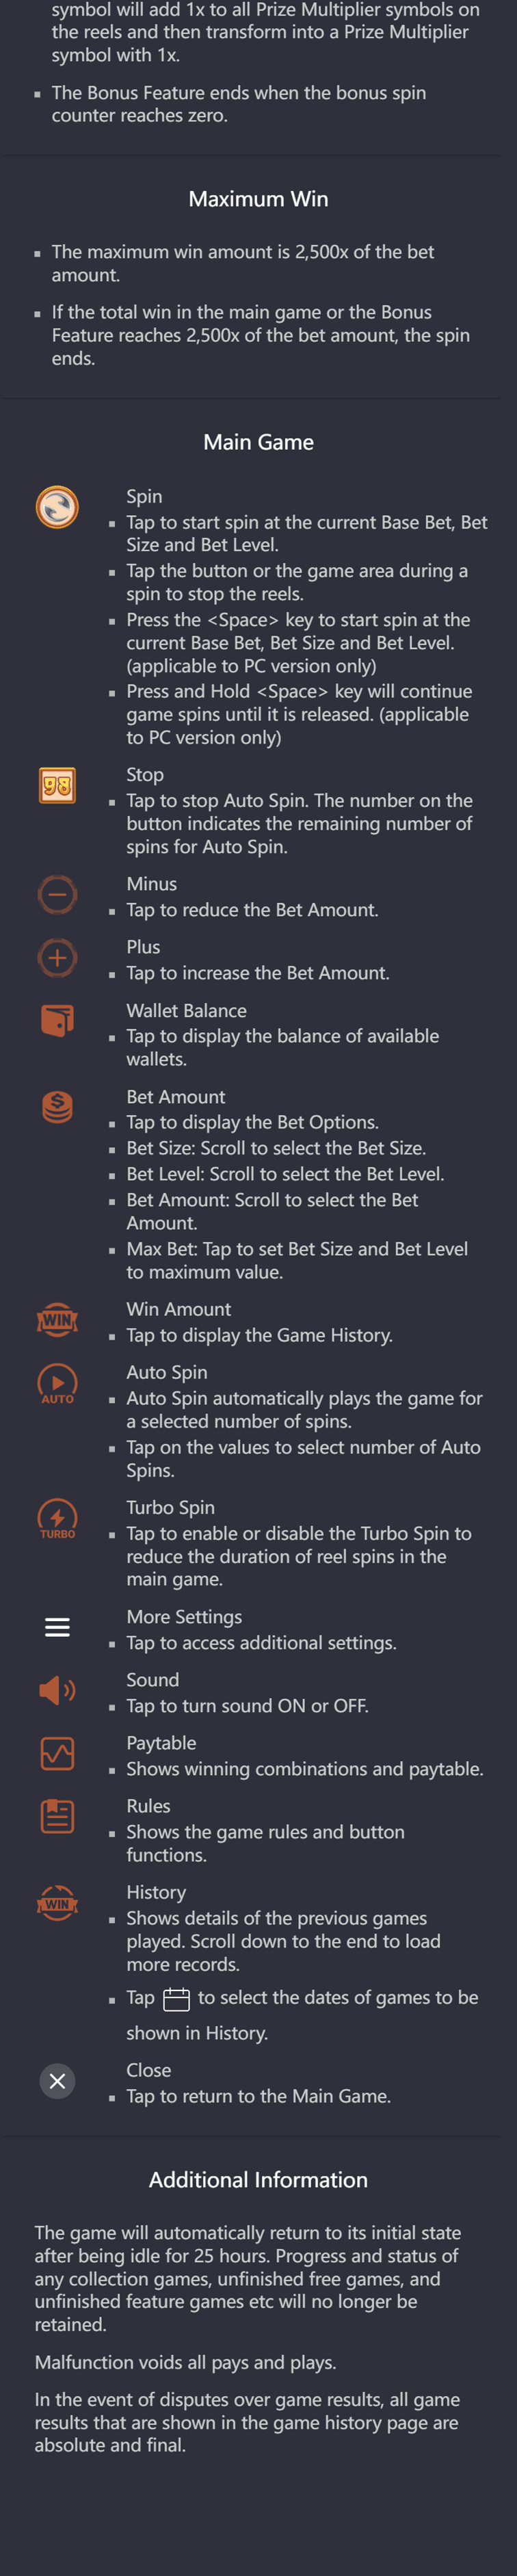 symbol will add 1x to all Prize Multiplier symbols on
the reels and then transform into a Prize Multiplier
symbol with 1x.
▪ The Bonus Feature ends when the bonus spin
counter reaches zero.
Maximum Win
▪ The maximum win amount is 2,500x of the bet
amount.
▪ If the total win in the main game or the Bonus
Feature reaches 2,500x of the bet amount, the spin
ends.
Main Game
Spin
▪ Tap to start spin at the current Base Bet, Bet
Size and Bet Level.
▪ Tap the button or the game area during a
spin to stop the reels.
▪ Press the <Space> key to start spin at the
current Base Bet, Bet Size and Bet Level.
(applicable to PC version only)
▪ Press and Hold <Space> key will continue
game spins until it is released. (applicable
to PC version only)
98
Stop
▪ Tap to stop Auto Spin. The number on the
button indicates the remaining number of
spins for Auto Spin.
Minus
▪ Tap to reduce the Bet Amount.
Plus
▪ Tap to increase the Bet Amount.
Wallet Balance
▪ Tap to display the balance of available
wallets.
Bet Amount
▪ Tap to display the Bet Options.
▪ Bet Size: Scroll to select the Bet Size.
▪ Bet Level: Scroll to select the Bet Level.
▪ Bet Amount: Scroll to select the Bet
Amount.
▪ Max Bet: Tap to set Bet Size and Bet Level
to maximum value.
WIN
Win Amount
▪ Tap to display the Game History.
AUTO
Auto Spin
▪ Auto Spin automatically plays the game for
a selected number of spins.
▪ Tap on the values to select number of Auto
Spins.
TURBO
Turbo Spin
▪ Tap to enable or disable the Turbo Spin to
reduce the duration of reel spins in the
main game.
More Settings
▪ Tap to access additional settings.
Sound
▪ Tap to turn sound ON or OFF.
Paytable
▪ Shows winning combinations and paytable.
Rules
▪ Shows the game rules and button
functions.
WIN
History
▪ Shows details of the previous games
played. Scroll down to the end to load
more records.
▪ Tap to select the dates of games to be
shown in History.
Close
▪ Tap to return to the Main Game.
Additional Information
The game will automatically return to its initial state
after being idle for 25 hours. Progress and status of
any collection games, unfinished free games, and
unfinished feature games etc will no longer be
retained.
Malfunction voids all pays and plays.
In the event of disputes over game results, all game
results that are shown in the game history page are
absolute and final.